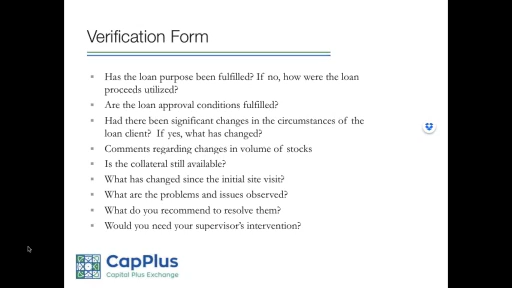 Verification Form
Has the loan purpose been fulfilled? If no, how were the loan
proceeds utilized?
Are the loan approval conditions fulfilled?
Had there been significant changes in the circumstances of the
loan client? If yes, what has changed?
Comments regarding changes in volume of stocks
Is the collateral still available?
What has changed since the initial site visit?
What are the problems and issues observed?
What do you recommend to resolve them?
Would you need your supervisor's intervention?
CapPlus
Capital Plus Exchange